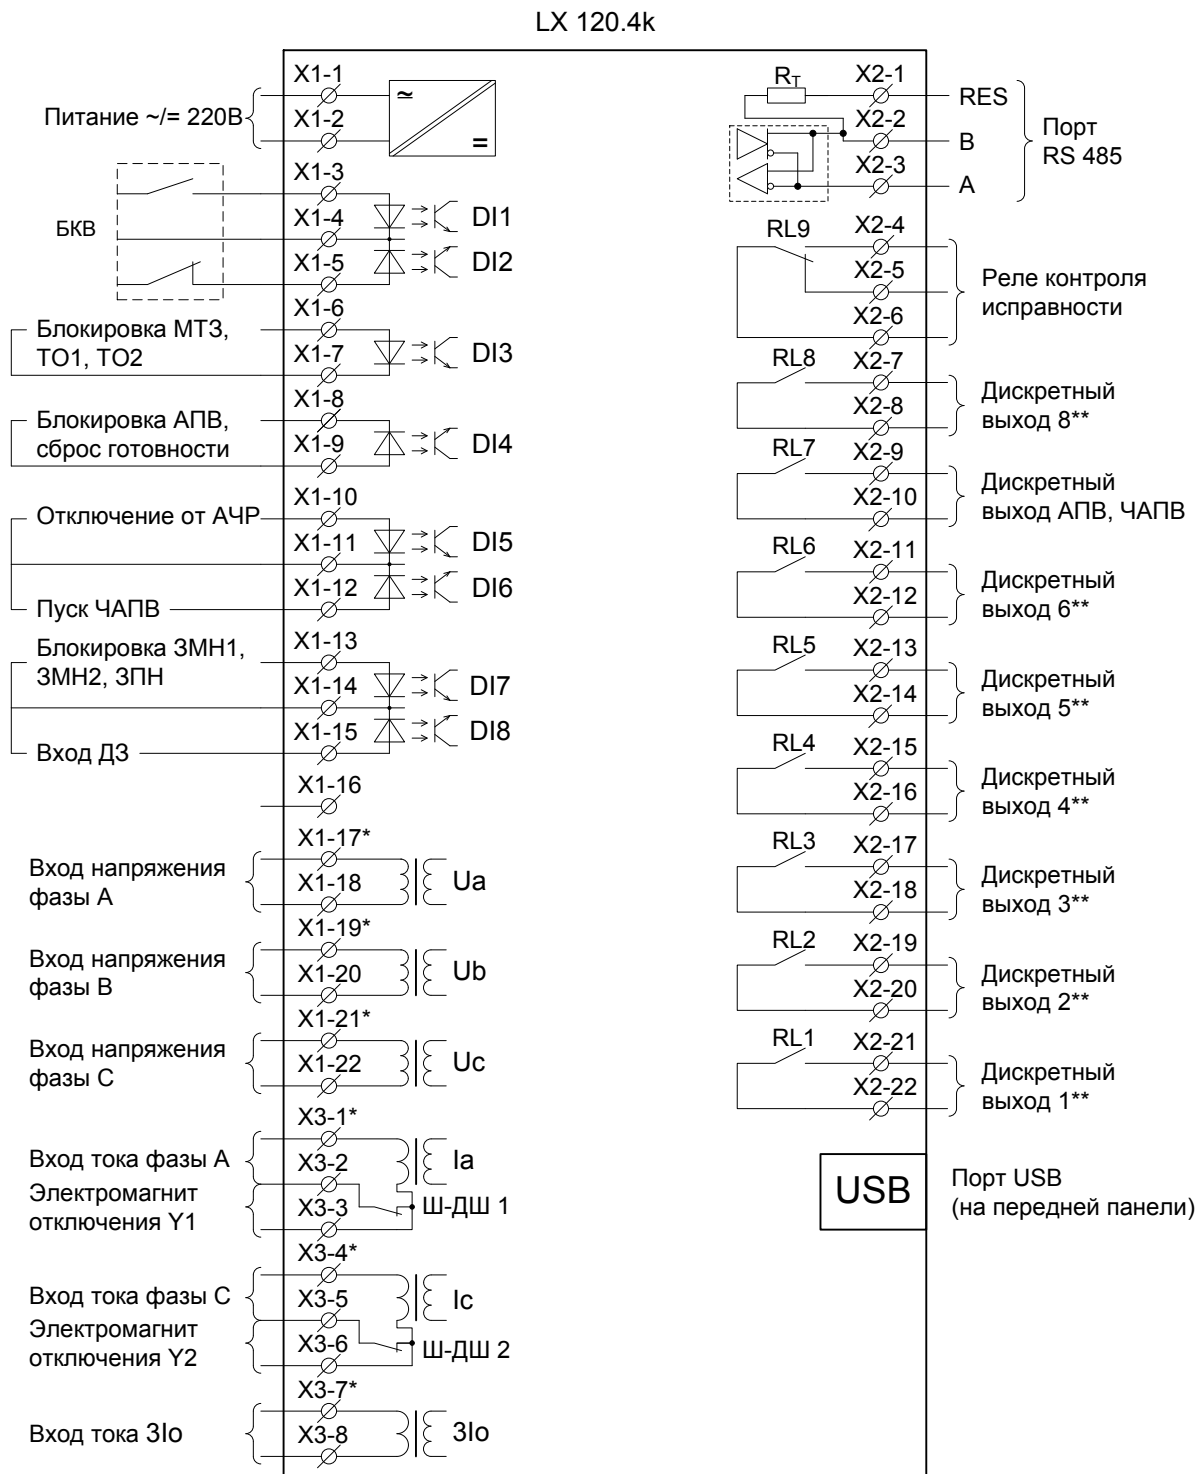 LX 120.4k
Питание ~/= 220В
X1-1
X1-2
≃
=
БКВ
X1-3
X1-4
X1-5
DI1
DI2
Блокировка МТЗ,
ТО1, ТО2
X1-6
X1-7
DI3
Блокировка АПВ,
сброс готовности
X1-8
X1-9
DI4
Отключение от АЧР
Пуск ЧАПВ
X1-10
X1-11
X1-12
DI5
DI6
Блокировка ЗМН1,
ЗМН2, ЗПН
Вход ДЗ
X1-13
X1-14
X1-15
DI7
DI8
X1-16
Вход напряжения
фазы А
X1-17*
X1-18
Ua
Вход напряжения
фазы В
X1-19*
X1-20
Ub
Вход напряжения
фазы С
X1-21*
X1-22
Uc
Вход тока фазы А
Электромагнит
отключения Y1
X3-1*
X3-2
X3-3
Ia
Ш-ДШ 1
Вход тока фазы С
Электромагнит
отключения Y2
X3-4*
X3-5
X3-6
Ic
Ш-ДШ 2
Вход тока 3Io
X3-7*
X3-8
3Io
RT
X2-1
X2-2
X2-3
RES
B
A
Порт
RS 485
RL9
X2-4
X2-5
X2-6
Реле контроля
исправности
RL8
X2-7
X2-8
Дискретный
выход 8**
RL7
X2-9
X2-10
Дискретный
выход АПВ, ЧАПВ
RL6
X2-11
X2-12
Дискретный
выход 6**
RL5
X2-13
X2-14
Дискретный
выход 5**
RL4
X2-15
X2-16
Дискретный
выход 4**
RL3
X2-17
X2-18
Дискретный
выход 3**
RL2
X2-19
X2-20
Дискретный
выход 2**
RL1
X2-21
X2-22
Дискретный
выход 1**
USB
Порт USB
(на передней панели)